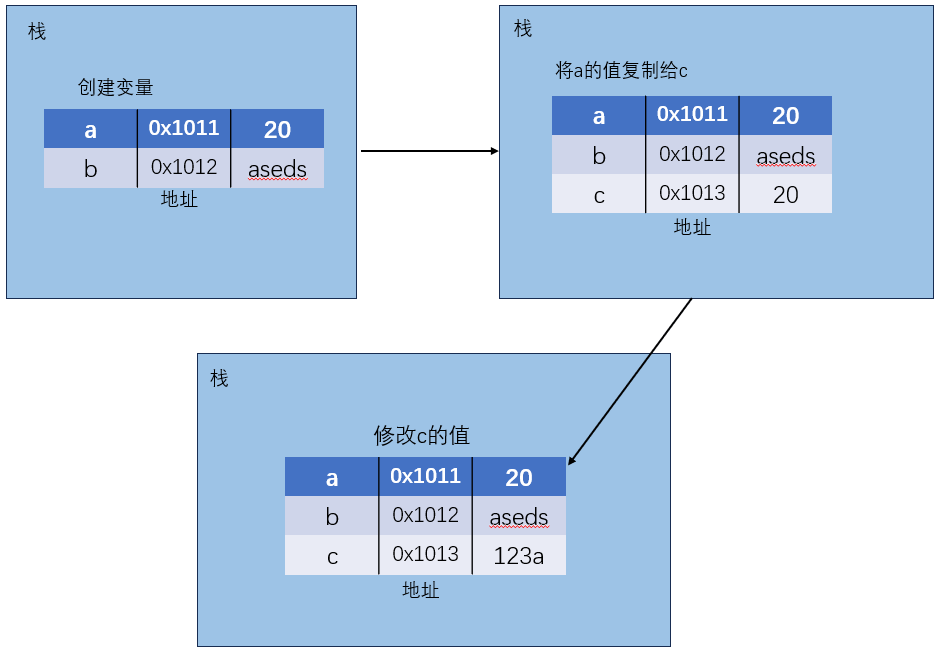 栈
创建变量
a 0x1011 20
b 0x1012 aseds
地址
栈
将a的值复制给c
a 0x1011 20
b 0x1012 aseds
c 0x1013 20
地址
栈
修改c的值
a 0x1011 20
b 0x1012 aseds
c 0x1013 123a
地址